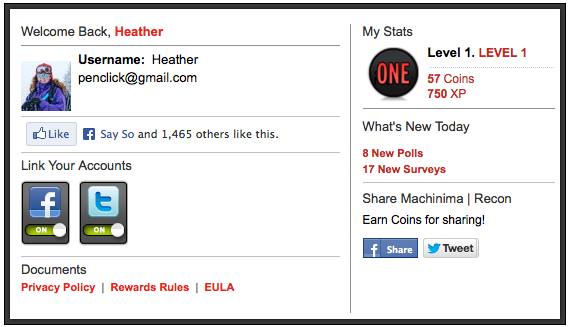 Welcome Back, Heather
Username: Heather
penclick@gmail.com
Like
Say So and 1,465 others like this.
Link Your Accounts
ON
ON
Documents
Privacy Policy | Rewards Rules | EULA
My Stats
ONE
Level 1. LEVEL 1
57 Coins
750 XP
What's New Today
8 New Polls
17 New Surveys
Share Machinima | Recon
Earn Coins for sharing!
Share
Tweet